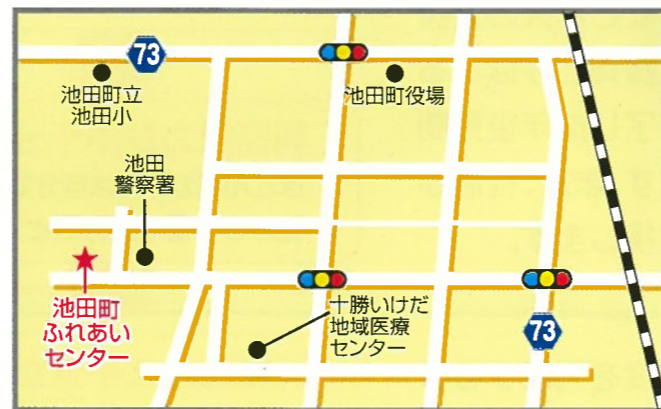 73
池田町立
池田小
池田町役場
池田
警察署
池田町
ふれあい
センター
十勝いけだ
地域医療
センター
73